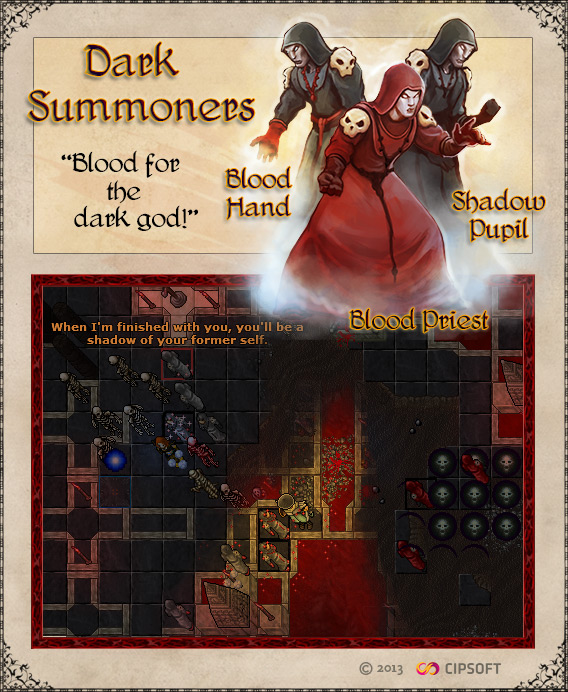 Dark
Summoners
“Blood for
the
dark god!”
Blood
Hand
Shadow
Pupil
Blood Priest
When I'm finished with you, you'll be a
shadow of your former self.
© 2013 CIPSOFT